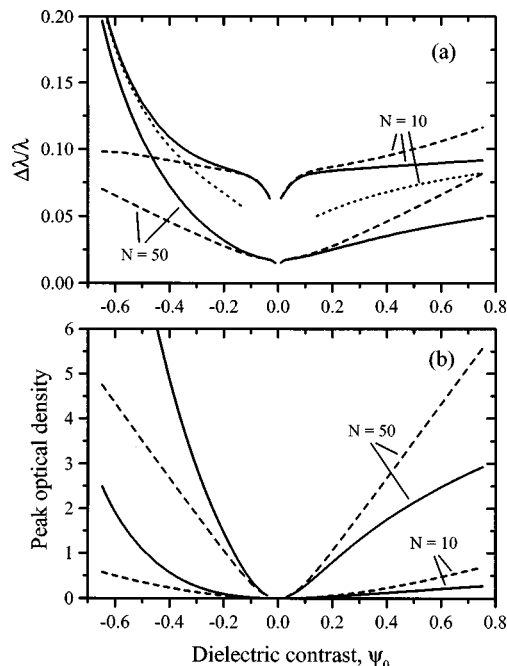 0.20
(a)
0.15
Δλ/λ
N = 10
0.10
0.05
N = 50
0.00
-0.6 -0.4 -0.2 0.0 0.2 0.4 0.6 0.8
6
(b)
5
Peak optical density
4
N = 50
3
2
1
N = 10
0
-0.6 -0.4 -0.2 0.0 0.2 0.4 0.6 0.8
Dielectric contrast, ψ₀